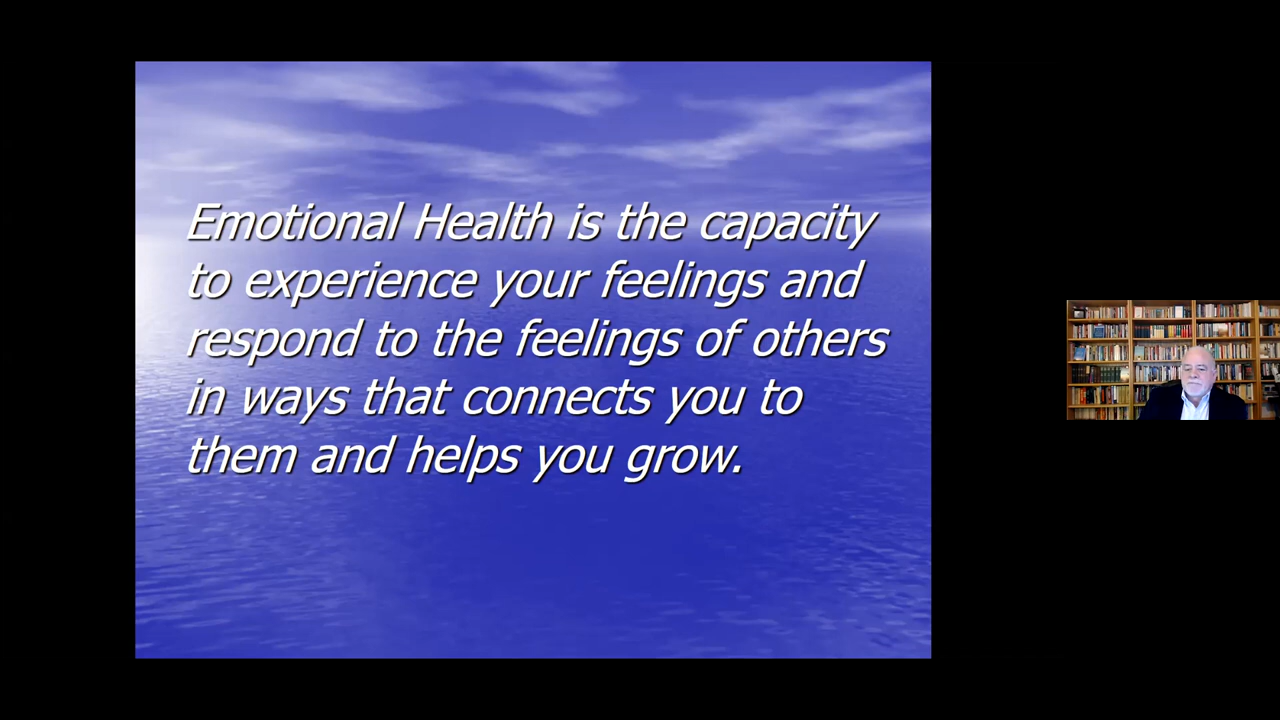 Emotional Health is the capacity
to experience your feelings and
respond to the feelings of others
in ways that connects you to
them and helps you grow.